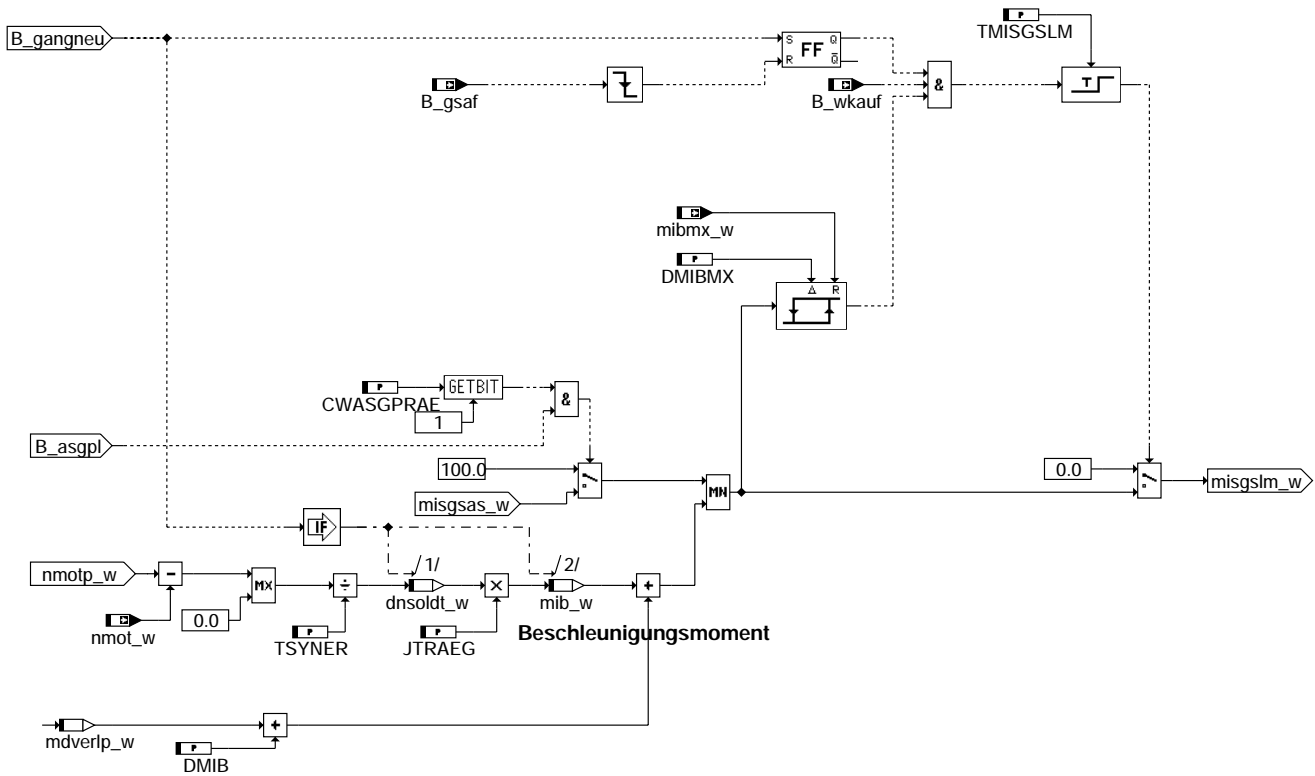 B_gangneu
P
TMISGSLM
S Q
FF
R Q̅
B_gsaf
B_wkauf
&
T
mibmx_w
P
DMIBMX
Δ R
P
GETBIT
CWASGPRAE
1
&
B_asgpl
100.0
misgsas_w
MN
0.0
misgslm_w
IF
/1/
/2/
nmotp_w
-
MX
÷
dnsoldt_w
×
mib_w
+
nmot_w
0.0
P
TSYNER
P
JTRAEG
Beschleunigungsmoment
mdverlp_w
+
P
DMIB